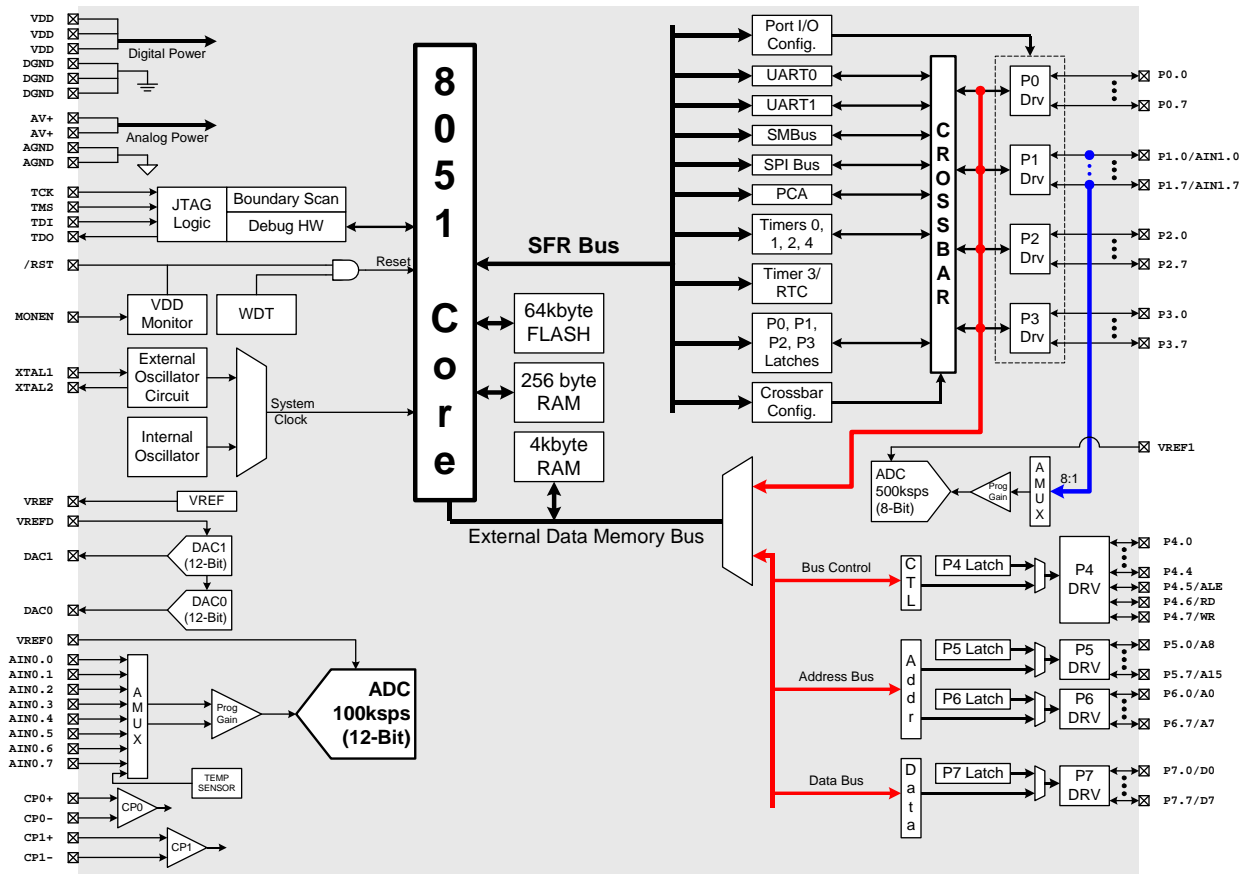 VDD
VDD
VDD
Digital Power
DGND
DGND
DGND
AV+
AV+
Analog Power
AGND
AGND
TCK
TMS
TDI
TDO
JTAG
Logic
Boundary Scan
Debug HW
/RST
Reset
MONEN
VDD
Monitor
WDT
XTAL1
XTAL2
External
Oscillator
Circuit
Internal
Oscillator
System
Clock
VREF
VREF
VREFD
DAC1
DAC1
(12-Bit)
DAC0
DAC0
(12-Bit)
VREF0
AIN0.0
AIN0.1
AIN0.2
AIN0.3
AIN0.4
AIN0.5
AIN0.6
AIN0.7
AMUX
Prog
Gain
ADC
100ksps
(12-Bit)
TEMP
SENSOR
CP0+
CP0-
CP0
CP1+
CP1-
CP1
8051 Core
SFR Bus
64kbyte
FLASH
256 byte
RAM
4kbyte
RAM
External Data Memory Bus
Port I/O
Config.
UART0
UART1
SMBus
SPI Bus
PCA
Timers 0,
1, 2, 4
Timer 3/
RTC
P0, P1,
P2, P3
Latches
Crossbar
Config.
CROSSBAR
P0
Drv
P1
Drv
P2
Drv
P3
Drv
P0.0
P0.7
P1.0/AIN1.0
P1.7/AIN1.7
P2.0
P2.7
P3.0
P3.7
VREF1
ADC
500ksps
(8-Bit)
Prog
Gain
AMUX
8:1
Bus Control
CTL
P4 Latch
P4
DRV
P4.0
P4.4
P4.5/ALE
P4.6/RD
P4.7/WR
Address Bus
Addr
P5 Latch
P5
DRV
P5.0/A8
P5.7/A15
P6 Latch
P6
DRV
P6.0/A0
P6.7/A7
Data Bus
Data
P7 Latch
P7
DRV
P7.0/D0
P7.7/D7